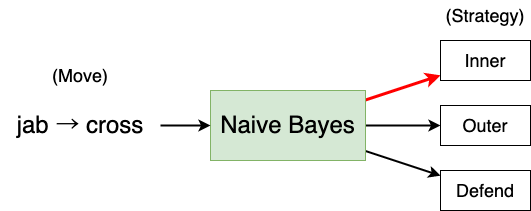 (Strategy)
(Move)
Inner
jab → cross
Naive Bayes
Outer
Defend